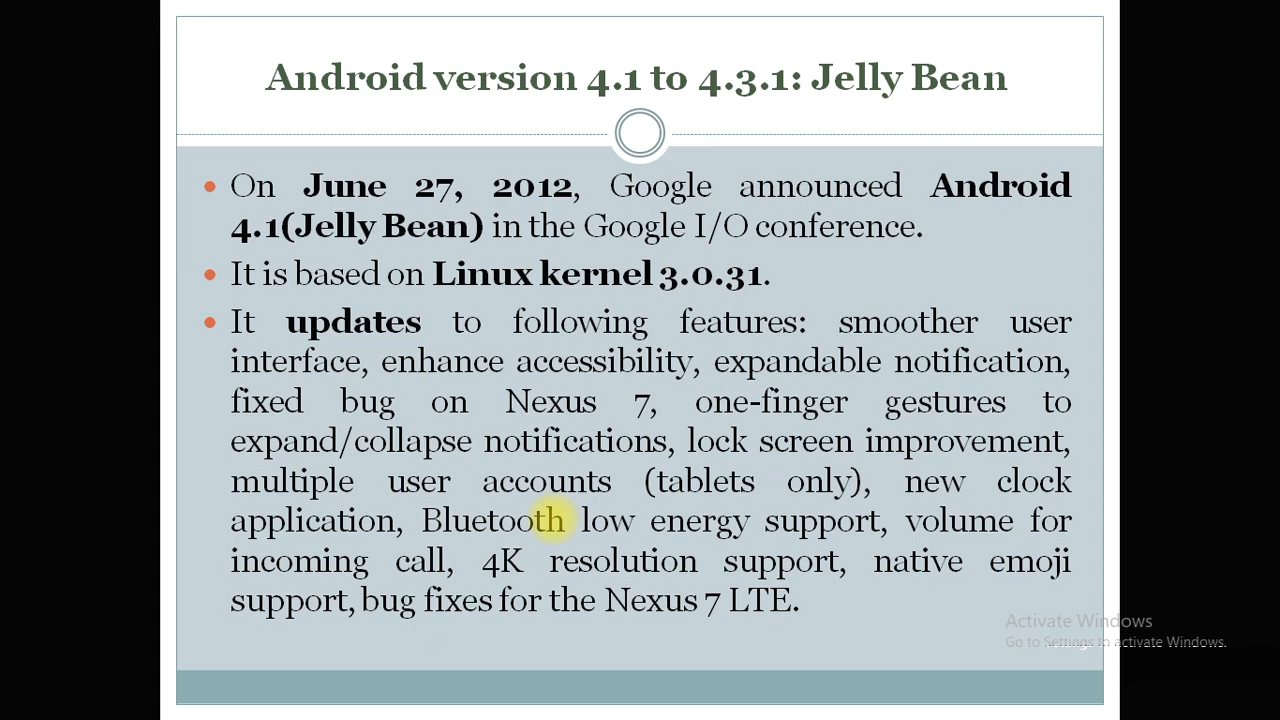 Android version 4.1 to 4.3.1: Jelly Bean
• On June 27, 2012, Google announced Android
4.1(Jelly Bean) in the Google I/O conference.
• It is based on Linux kernel 3.0.31.
• It updates to following features: smoother user
interface, enhance accessibility, expandable notification,
fixed bug on Nexus 7, one-finger gestures to
expand/collapse notifications, lock screen improvement,
multiple user accounts (tablets only), new clock
application, Bluetooth low energy support, volume for
incoming call, 4K resolution support, native emoji
support, bug fixes for the Nexus 7 LTE.
Activate Windows
Go to Settings to activate Windows.